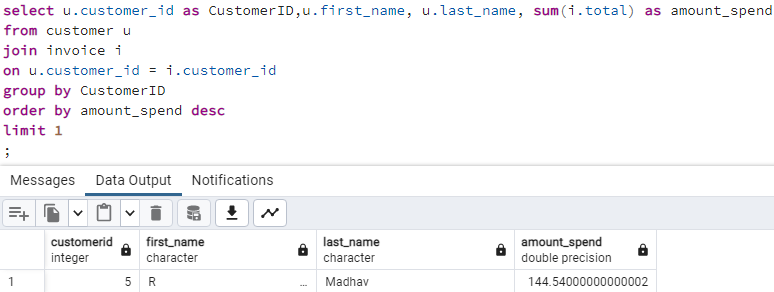 select u.customer_id as CustomerID,u.first_name, u.last_name, sum(i.total) as amount_spend
from customer u
join invoice i
on u.customer_id = i.customer_id
group by CustomerID
order by amount_spend desc
limit 1
;
Messages Data Output Notifications
customerid first_name last_name amount_spend
integer character character double precision
1 5 R ... Madhav 144.54000000000002